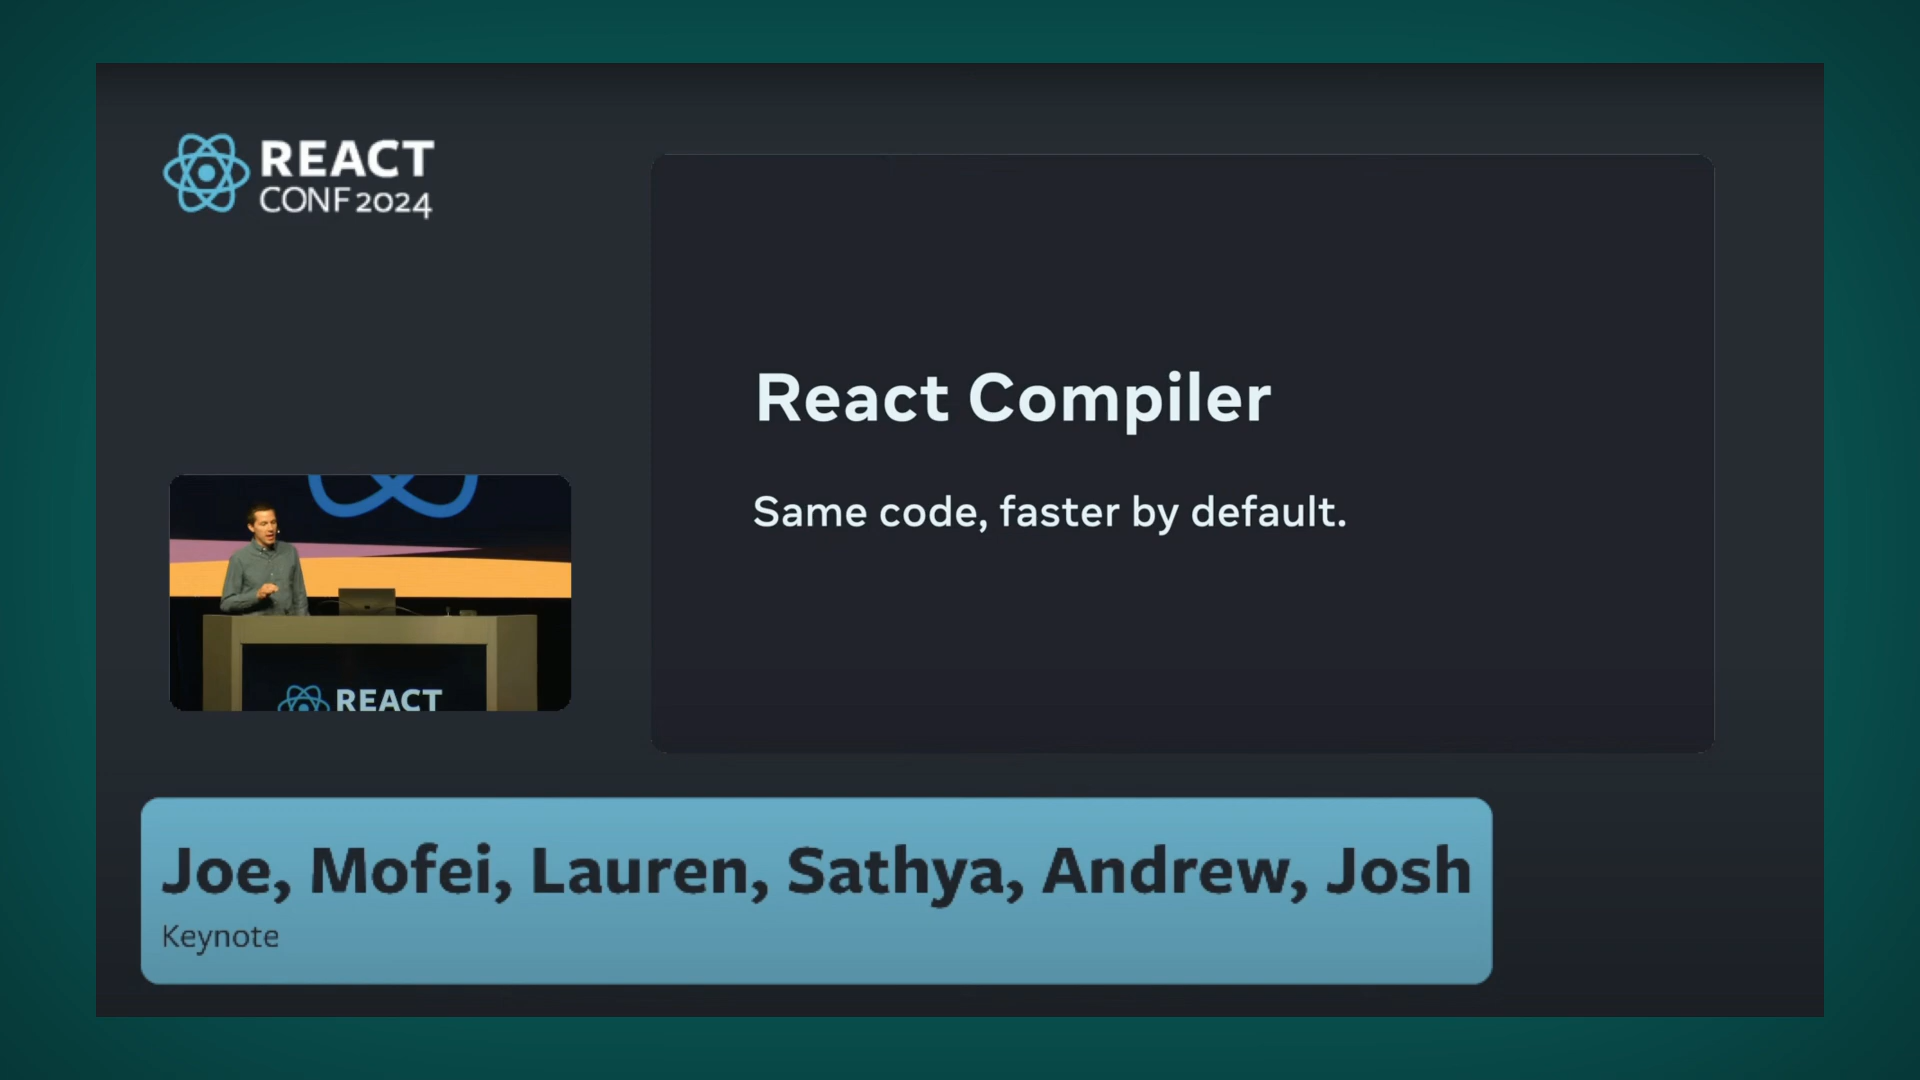 REACT
CONF 2024
React Compiler
Same code, faster by default.
REACT
Joe, Mofei, Lauren, Sathya, Andrew, Josh
Keynote